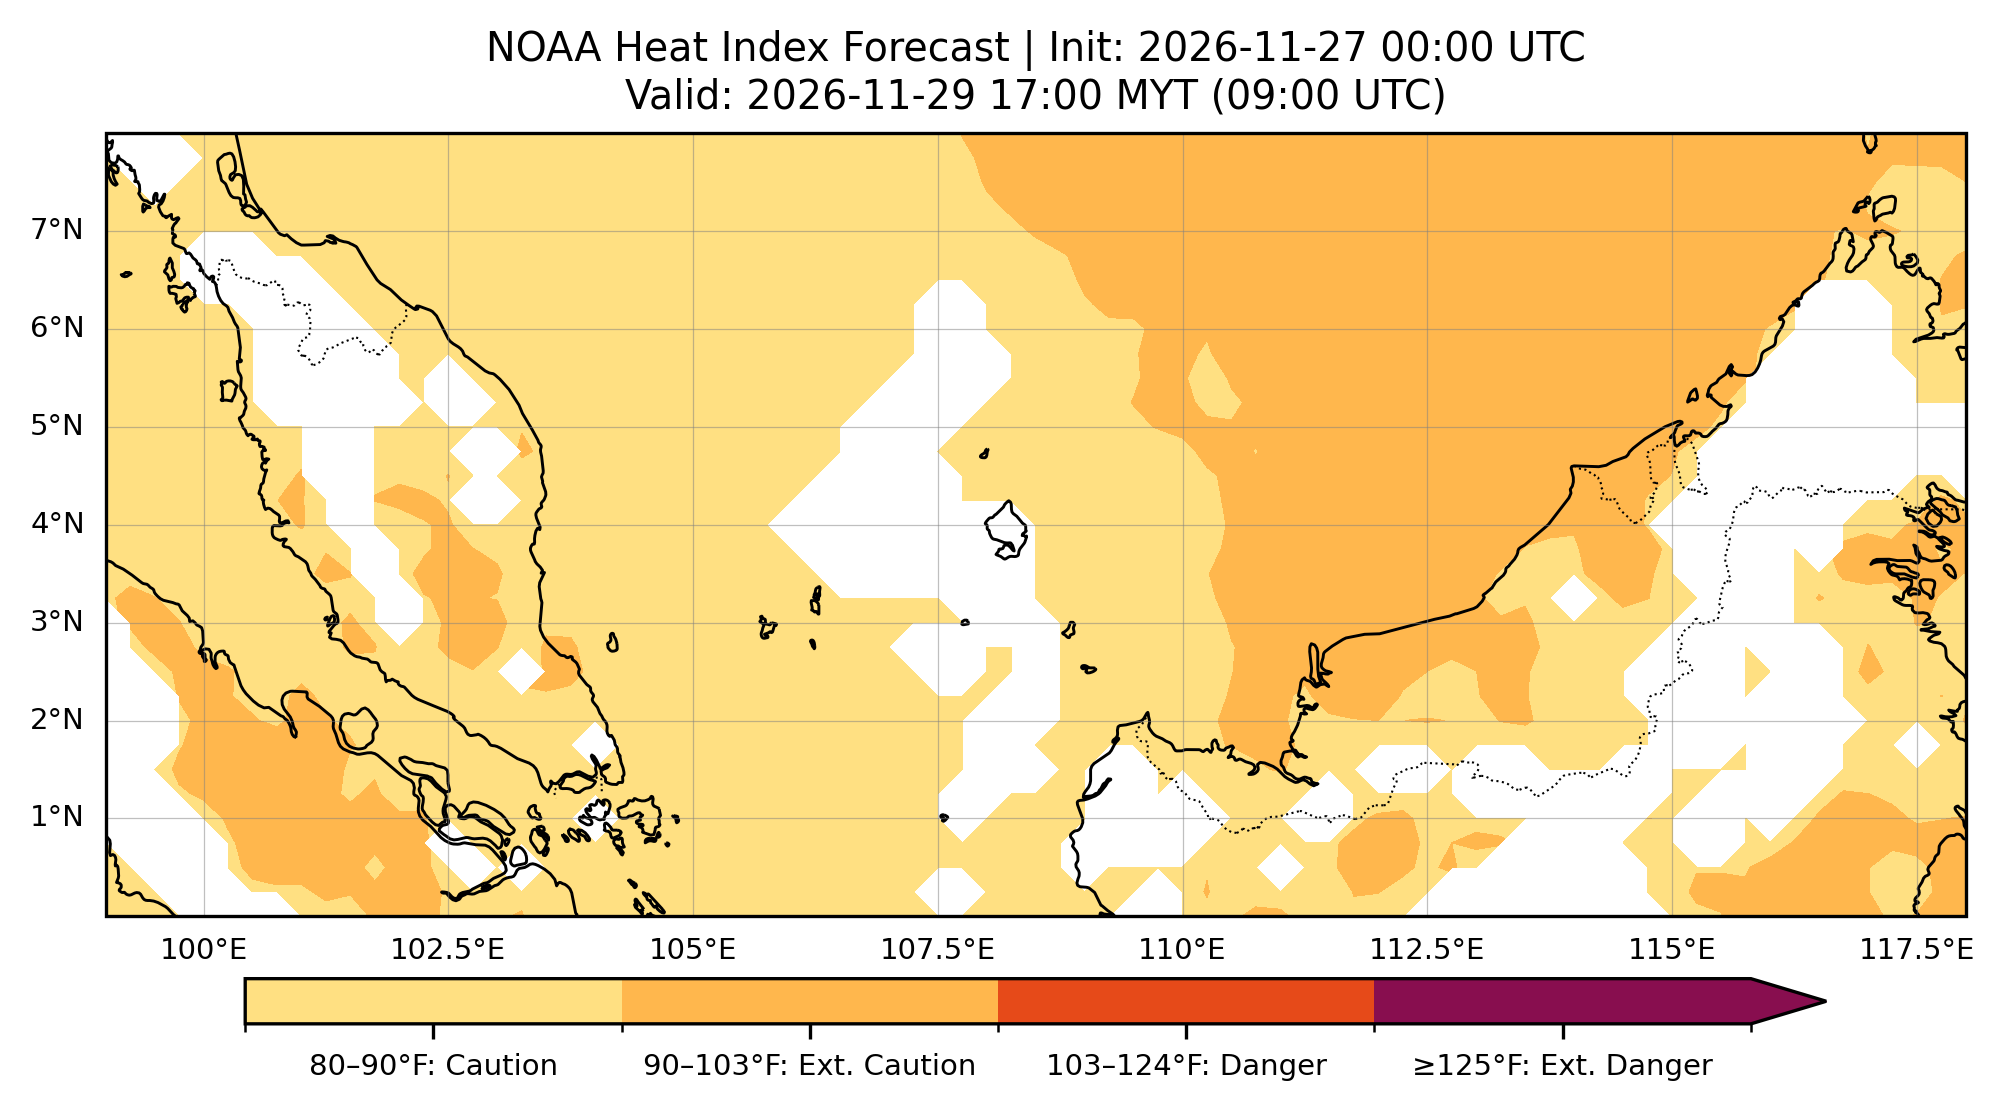 NOAA Heat Index Forecast | Init: 2026-11-27 00:00 UTC
Valid: 2026-11-29 17:00 MYT (09:00 UTC)
7°N
6°N
5°N
4°N
3°N
2°N
1°N
100°E 102.5°E 105°E 107.5°E 110°E 112.5°E 115°E 117.5°E
80–90°F: Caution 90–103°F: Ext. Caution 103–124°F: Danger ≥125°F: Ext. Danger